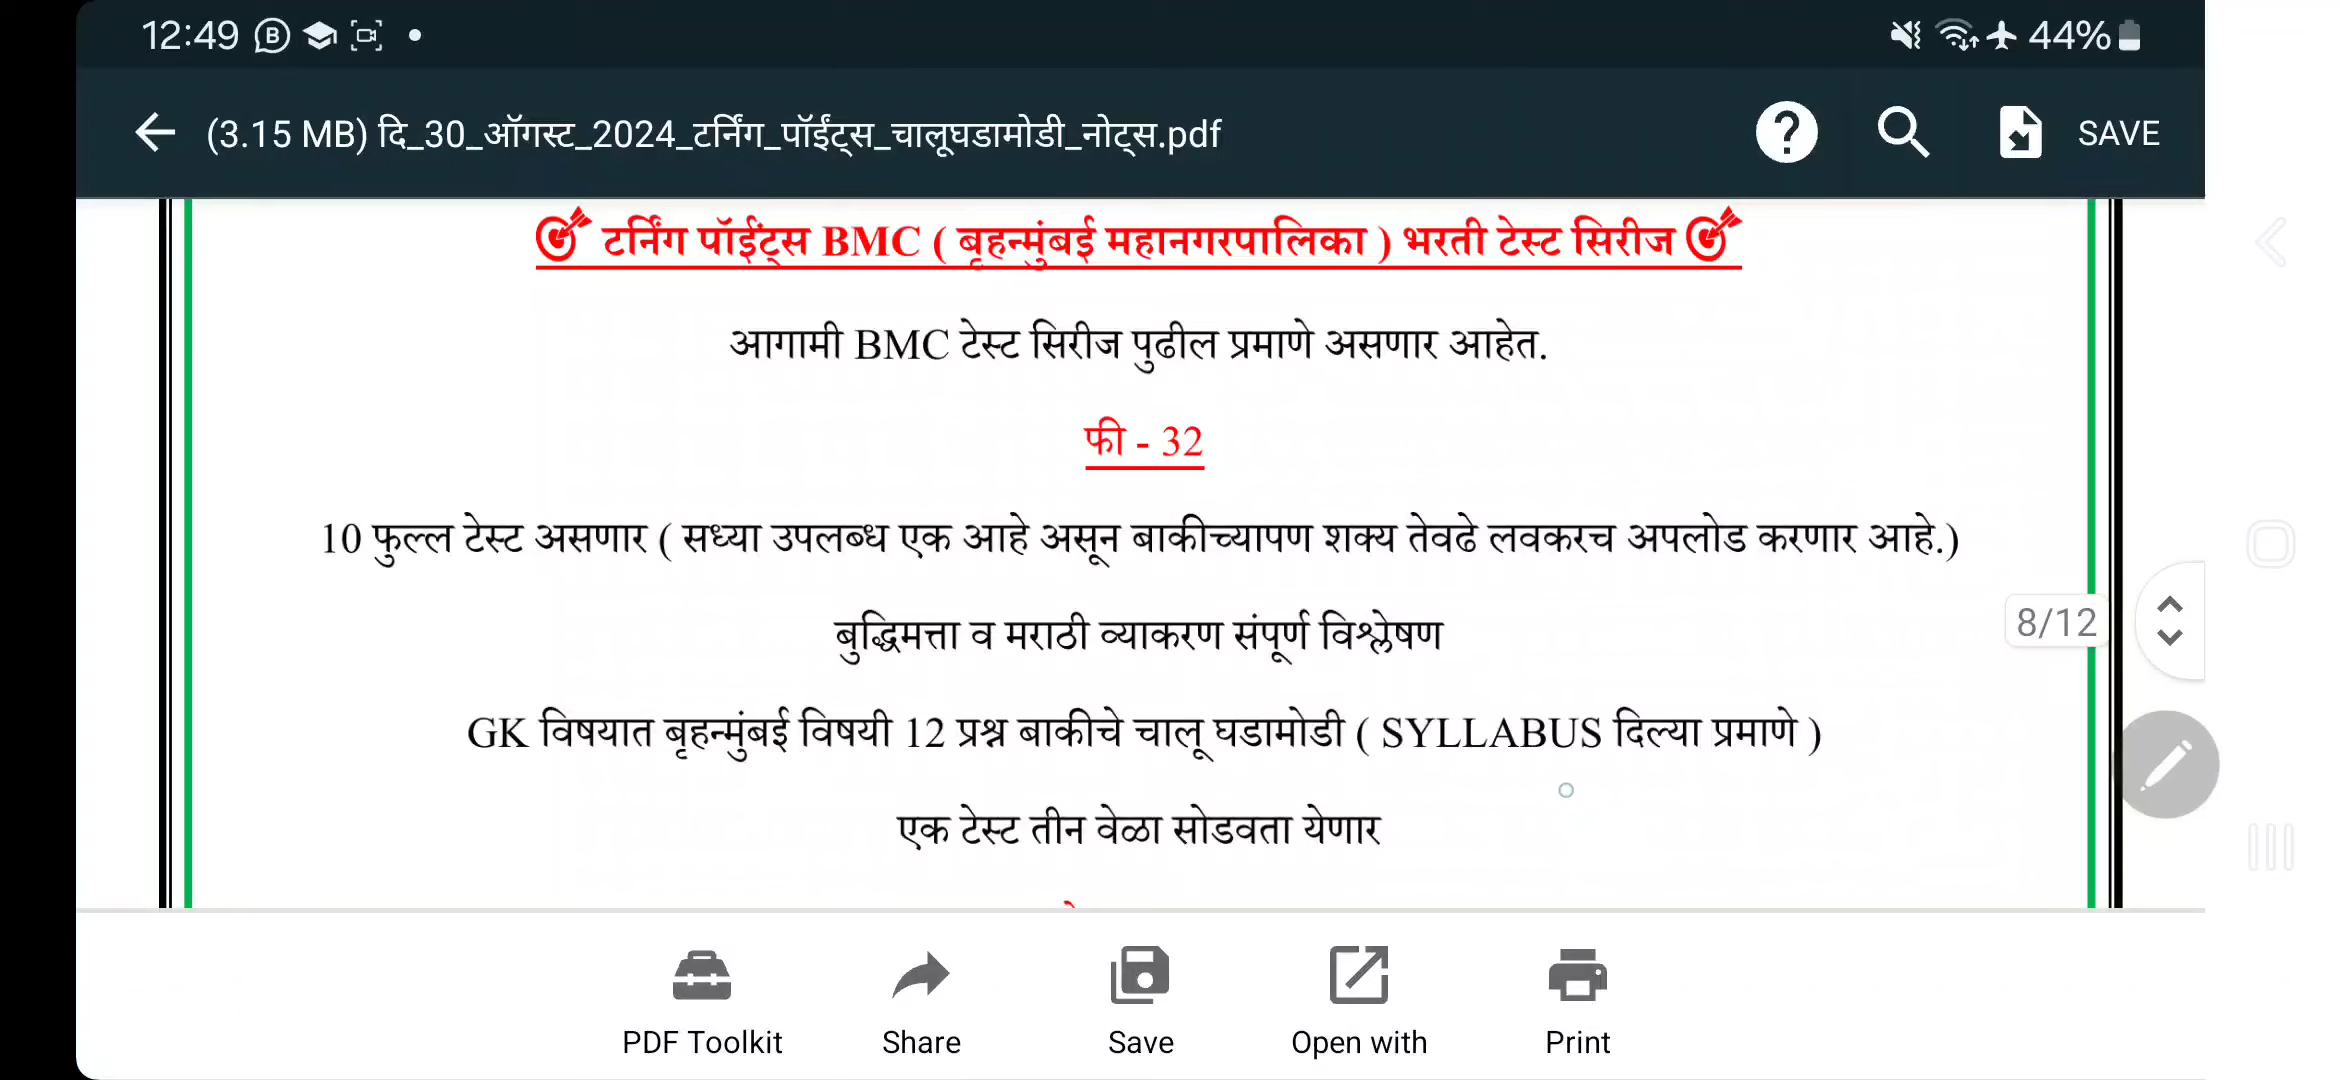 12:49
44%
(3.15 MB) दि_30_ऑगस्ट_2024_टर्निंग_पॉईंट्स_चालूघडामोडी_नोट्स.pdf
SAVE
टर्निंग पॉईंट्स BMC ( बृहन्मुंबई महानगरपालिका ) भरती टेस्ट सिरीज
आगामी BMC टेस्ट सिरीज पुढील प्रमाणे असणार आहेत.
फी - 32
10 फुल्ल टेस्ट असणार ( सध्या उपलब्ध एक आहे असून बाकीच्यापण शक्य तेवढे लवकरच अपलोड करणार आहे.)
8/12
बुद्धिमत्ता व मराठी व्याकरण संपूर्ण विश्लेषण
GK विषयात बृहन्मुंबई विषयी 12 प्रश्न बाकीचे चालू घडामोडी ( SYLLABUS दिल्या प्रमाणे )
एक टेस्ट तीन वेळा सोडवता येणार
PDF Toolkit
Share
Save
Open with
Print